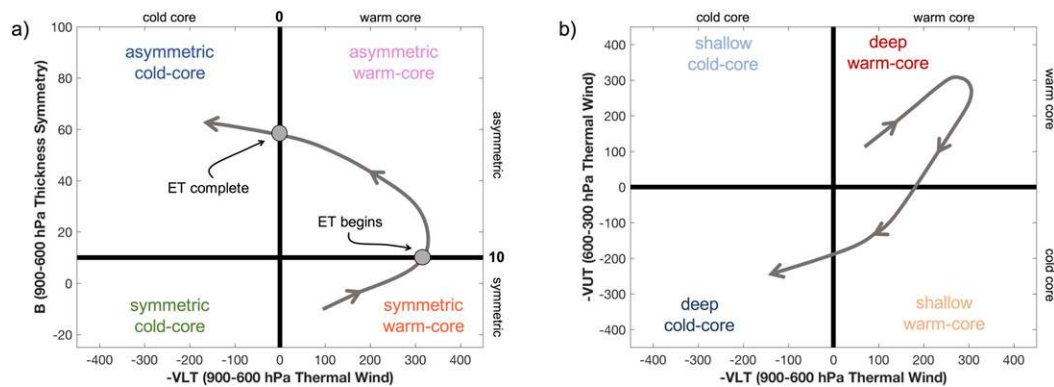 a)
cold core
0
warm core
100
80
60
40
20
0
-20
B (900-600 hPa Thickness Symmetry)
asymmetric
cold-core
asymmetric
warm-core
ET complete
ET begins
symmetric
cold-core
symmetric
warm-core
asymmetric
10
symmetric
-400 -300 -200 -100 0 100 200 300 400
-VLT (900-600 hPa Thermal Wind)
b)
cold core
warm core
400
300
200
100
0
-100
-200
-300
-400
-VUT (600-300 hPa Thermal Wind)
shallow
cold-core
deep
warm-core
deep
cold-core
shallow
warm-core
warm core
cold core
-400 -300 -200 -100 0 100 200 300 400
-VLT (900-600 hPa Thermal Wind)